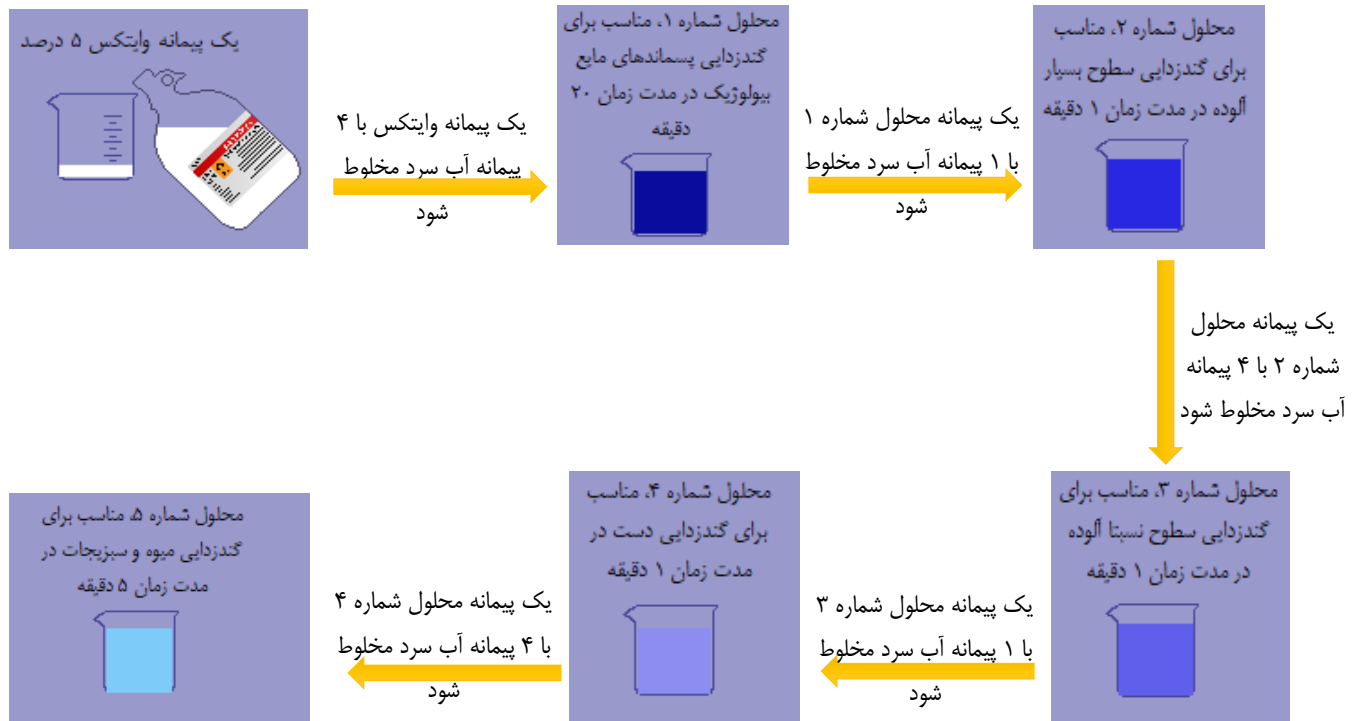 یک پیمانه وایتکس ۵ درصد
یک پیمانه وایتکس با ۴
پیمانه آب سرد مخلوط
شود
محلول شماره ۱، مناسب برای
گندزدایی پسماندهای مایع
بیولوژیک در مدت زمان ۲۰
دقیقه
یک پیمانه محلول شماره ۱
با ۱ پیمانه آب سرد مخلوط
شود
محلول شماره ۲، مناسب
برای گندزدایی سطوح بسیار
آلوده در مدت زمان ۱ دقیقه
یک پیمانه محلول
شماره ۲ با ۴ پیمانه
آب سرد مخلوط شود
محلول شماره ۳، مناسب برای
گندزدایی سطوح نسبتا آلوده
در مدت زمان ۱ دقیقه
یک پیمانه محلول شماره ۳
با ۱ پیمانه آب سرد مخلوط
شود
محلول شماره ۴، مناسب
برای گندزدایی دست در
مدت زمان ۱ دقیقه
یک پیمانه محلول شماره ۴
با ۴ پیمانه آب سرد مخلوط
شود
محلول شماره ۵، مناسب برای
گندزدایی میوه و سبزیجات در
مدت زمان ۵ دقیقه